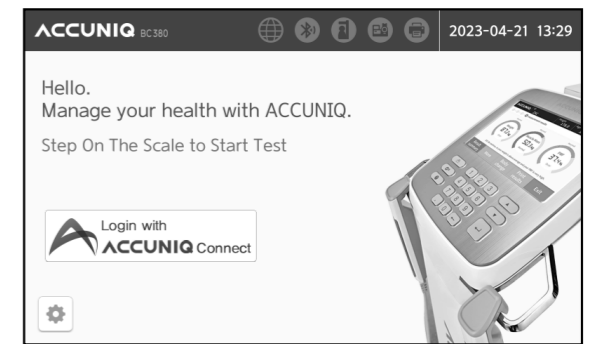 ACCUNIQ BC380
2023-04-21 13:29
Hello.
Manage your health with ACCUNIQ.
Step On The Scale to Start Test
Login with
ACCUNIQ Connect